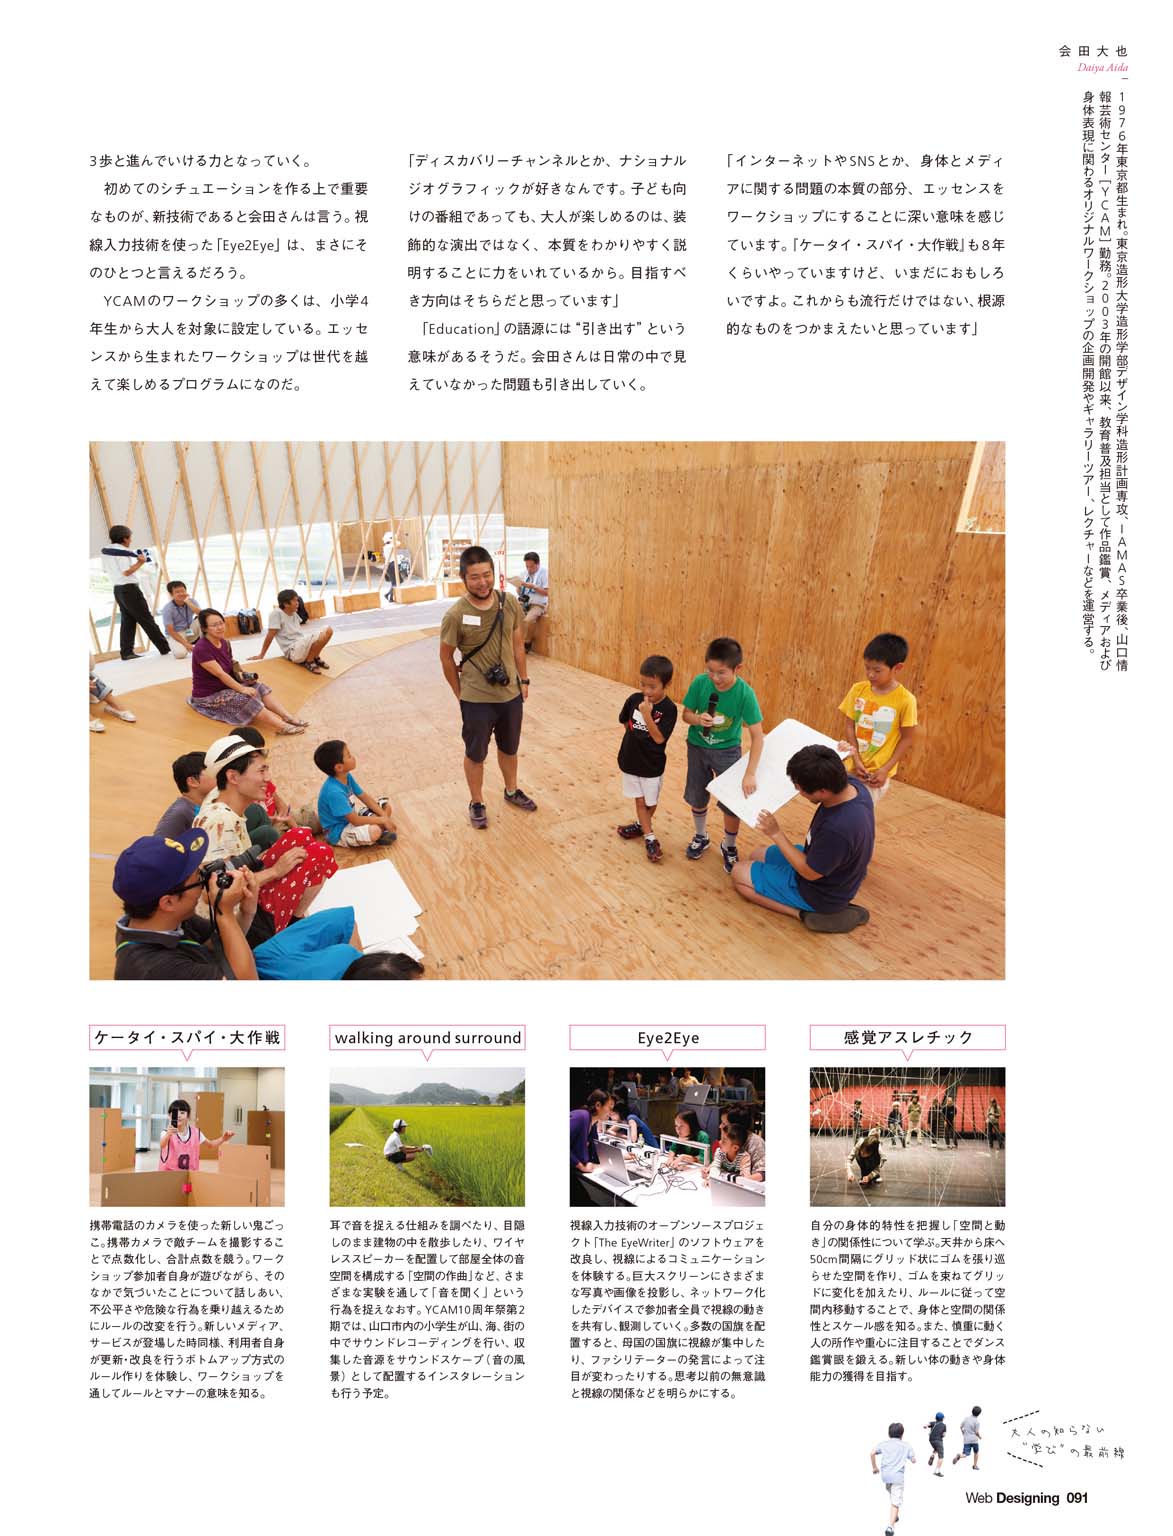 会田大也
Daiya Aida
1976年東京都生まれ。東京造形大学造形学部デザイン学科造形計画専攻、IAMAS卒業後、山口情
報芸術センター［YCAM］勤務。2003年の開館以来、教育普及担当として作品鑑賞、メディアおよび
身体表現に関わるオリジナルワークショップの企画開発やギャラリーツアー、レクチャーなどを運営する。
3歩と進んでいける力となっていく。
初めてのシチュエーションを作る上で重要
なものが、新技術であると会田さんは言う。視
線入力技術を使った「Eye2Eye」は、まさにそ
のひとつと言えるだろう。
YCAMのワークショップの多くは、小学4
年生から大人を対象に設定している。エッセ
ンスから生まれたワークショップは世代を越
えて楽しめるプログラムになのだ。
「ディスカバリーチャンネルとか、ナショナル
ジオグラフィックが好きなんです。子ども向
けの番組であっても、大人が楽しめるのは、装
飾的な演出ではなく、本質をわかりやすく説
明することに力をいれているから。目指すべ
き方向はそちらだと思っています」
「Education」の語源には“引き出す”という
意味があるそうだ。会田さんは日常の中で見
えていなかった問題も引き出していく。
「インターネットやSNSとか、身体とメディ
アに関する問題の本質の部分、エッセンスを
ワークショップにすることに深い意味を感じ
ています。『ケータイ・スパイ・大作戦』も8年
くらいやっていますけど、いまだにおもしろ
いですよ。これからも流行だけではない、根源
的なものをつかまえたいと思っています」
ケータイ・スパイ・大作戦
携帯電話のカメラを使った新しい鬼ごっ
こ。携帯カメラで敵チームを撮影するこ
とで点数化し、合計点数を競う。ワーク
ショップ参加者自身が遊びながら、その
なかで気づいたことについて話しあい、
不公平さや危険な行為を乗り越えるため
にルールの改変を行う。新しいメディア、
サービスが登場した時同様、利用者自身
が更新・改良を行うボトムアップ方式の
ルール作りを体験し、ワークショップを
通してルールとマナーの意味を知る。
walking around surround
耳で音を捉える仕組みを調べたり、目隠
しのまま建物の中を散歩したり、ワイヤ
レススピーカーを配置して部屋全体の音
空間を構成する「空間の作曲」など、さま
ざまな実験を通して「音を聞く」という
行為を捉えなおす。YCAM10周年祭第2
期では、山口市内の小学生が山、海、街の
中でサウンドレコーディングを行い、収
集した音源をサウンドスケープ（音の風
景）として配置するインスタレーション
も行う予定。
Eye2Eye
視線入力技術のオープンソースプロジェ
クト「The EyeWriter」のソフトウェアを
改良し、視線によるコミュニケーション
を体験する。巨大スクリーンにさまざま
な写真や画像を投影し、ネットワーク化
したデバイスで参加者全員で視線の動き
を共有し、観測していく。多数の国旗を配
置すると、母国の国旗に視線が集中した
り、ファシリテーターの発言によって注
目が変わったりする。思考以前の無意識
と視線の関係などを明らかにする。
感覚アスレチック
自分の身体的特性を把握し「空間と動
き」の関係性について学ぶ。天井から床へ
50cm間隔にグリッド状にゴムを張り巡
らせた空間を作り、ゴムを束ねてグリッ
ドに変化を加えたり、ルールに従って空
間内移動することで、身体と空間の関係
性とスケール感を知る。また、慎重に動く
人の所作や重心に注目することでダンス
鑑賞眼を鍛える。新しい体の動きや身体
能力の獲得を目指す。
大人の知らない
“学び”の最前線
Web Designing 091